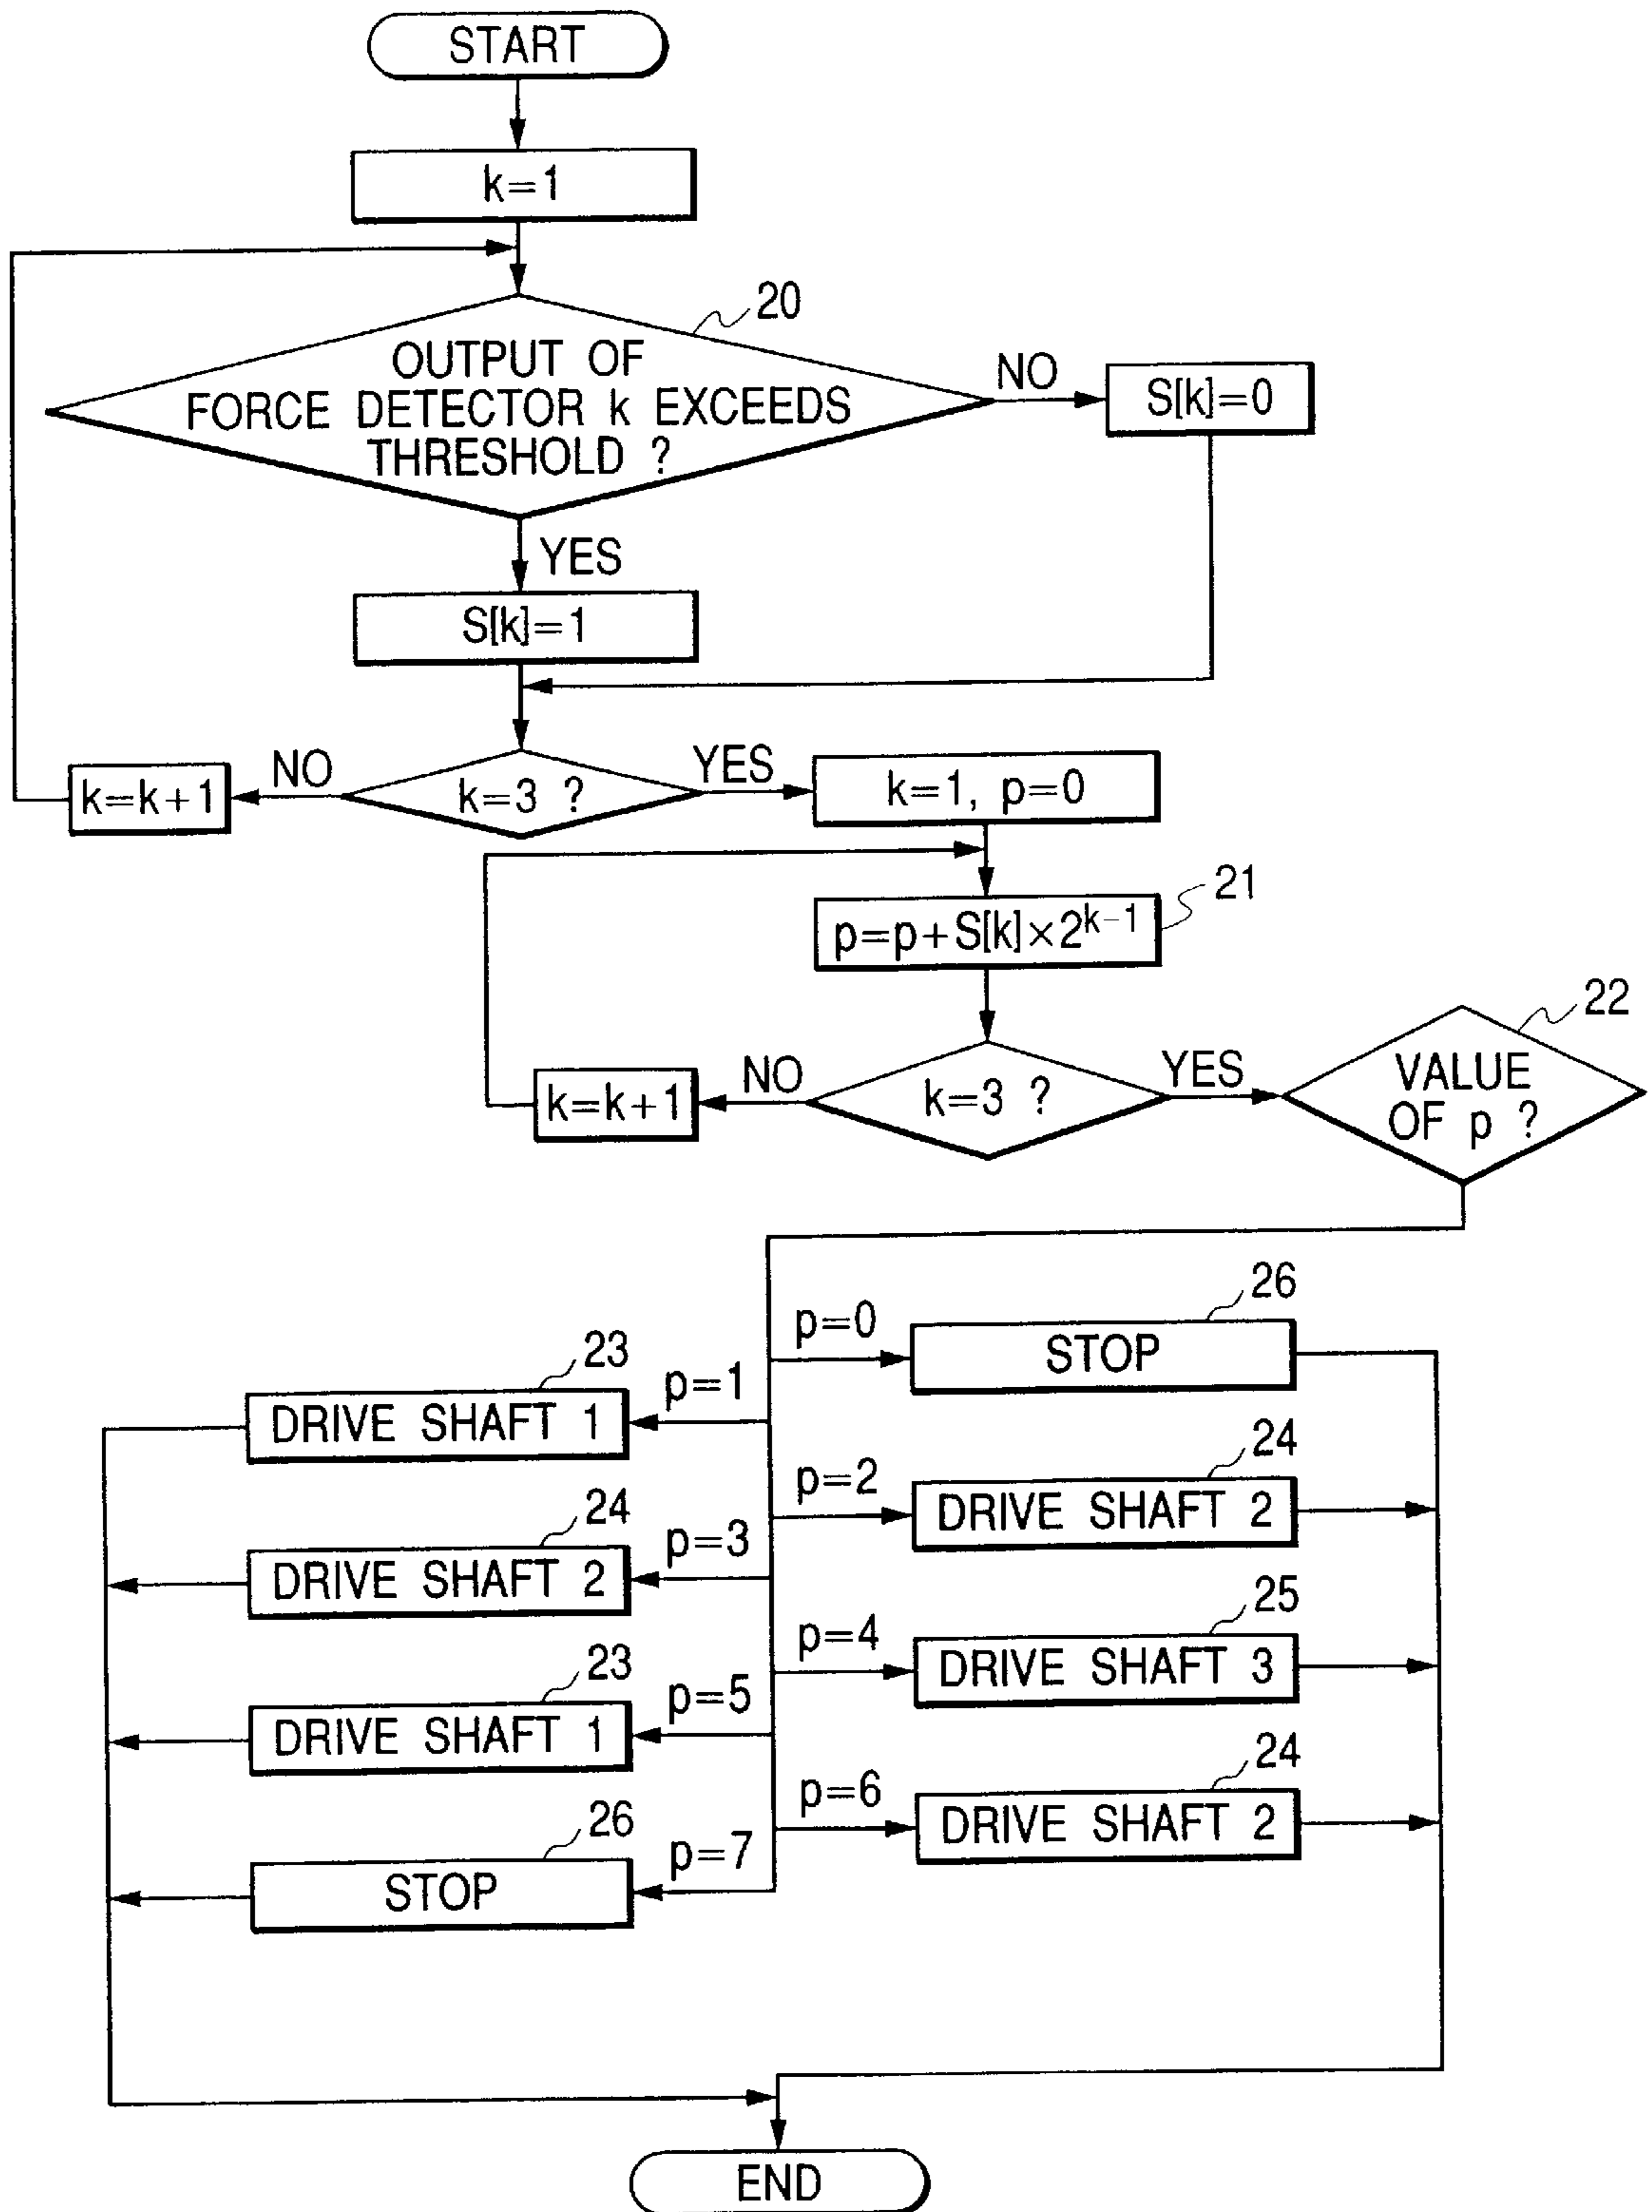 START
k=1
20
OUTPUT OF
FORCE DETECTOR k EXCEEDS
THRESHOLD ?
NO
S[k]=0
YES
S[k]=1
k=3 ?
NO
k=k+1
YES
k=1, p=0
21
p=p+S[k]×2^{k-1}
k=3 ?
NO
k=k+1
YES
22
VALUE
OF p ?
p=0
26
STOP
p=1
23
DRIVE SHAFT 1
p=2
24
DRIVE SHAFT 2
p=3
24
DRIVE SHAFT 2
p=4
25
DRIVE SHAFT 3
p=5
23
DRIVE SHAFT 1
p=6
24
DRIVE SHAFT 2
p=7
26
STOP
END